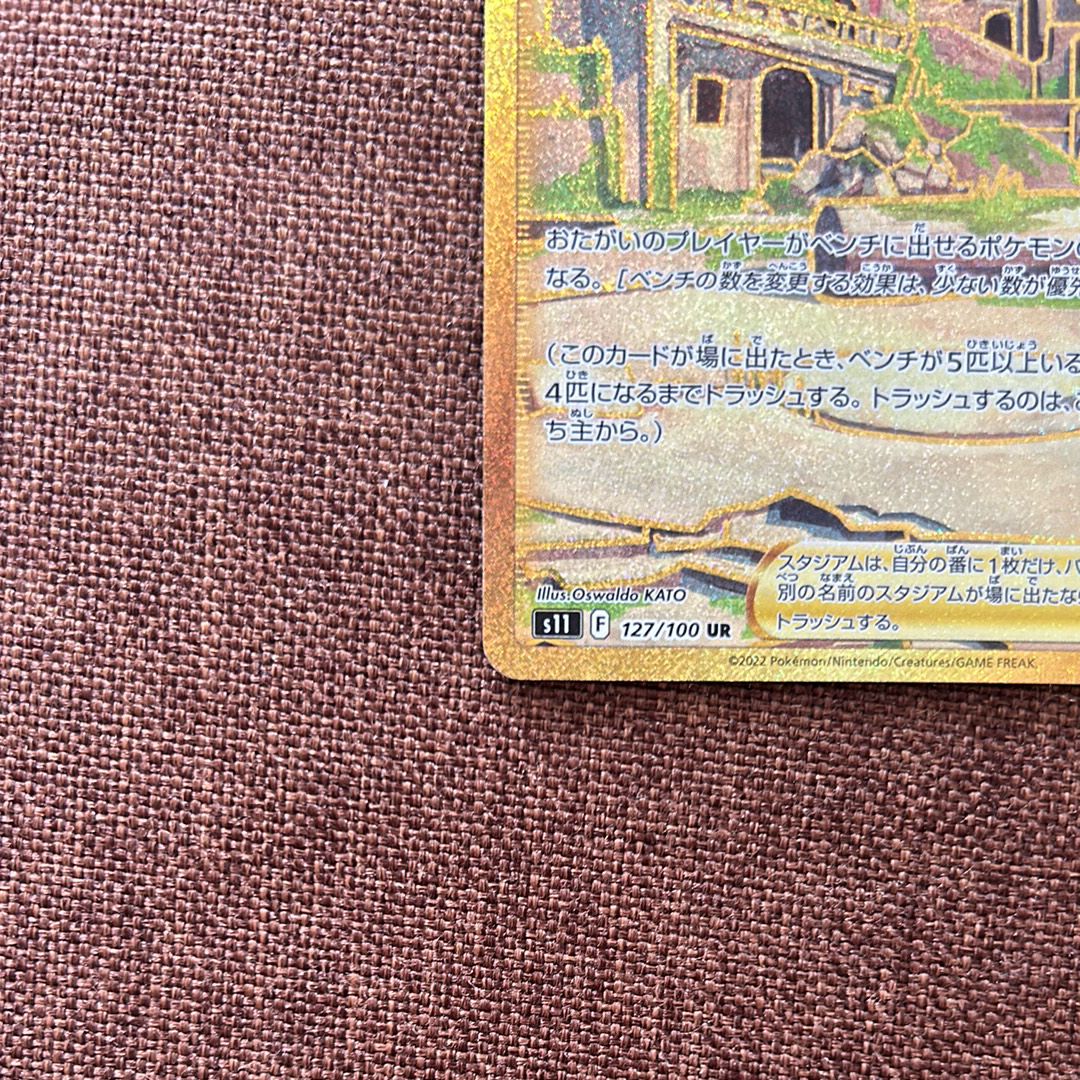 おたがいのプレイヤーがベンチに出せるポケモン
なる。[ベンチの数を変更する効果は、少ない数が優先
(このカードが場に出たとき、ベンチが5匹以上いる
4匹になるまでトラッシュする。トラッシュするのは、
ち主から。)
スタジアムは、自分の番に1枚だけ、バ
別の名前のスタジアムが場に出たなら
トラッシュする。
Illus.Oswaldo KATO
s11 F 127/100 UR
©2022 Pokémon/Nintendo/Creatures/GAME FREAK.